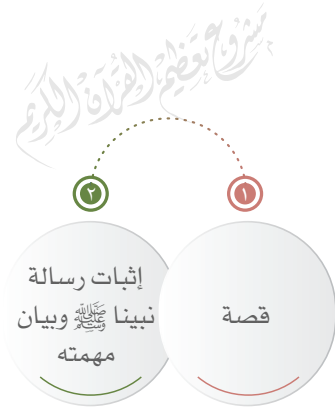 مشروع تعظيم القرآن الكريم
١
قصة
٢
إثبات رسالة
نبينا ﷺ وبيان
مهمته